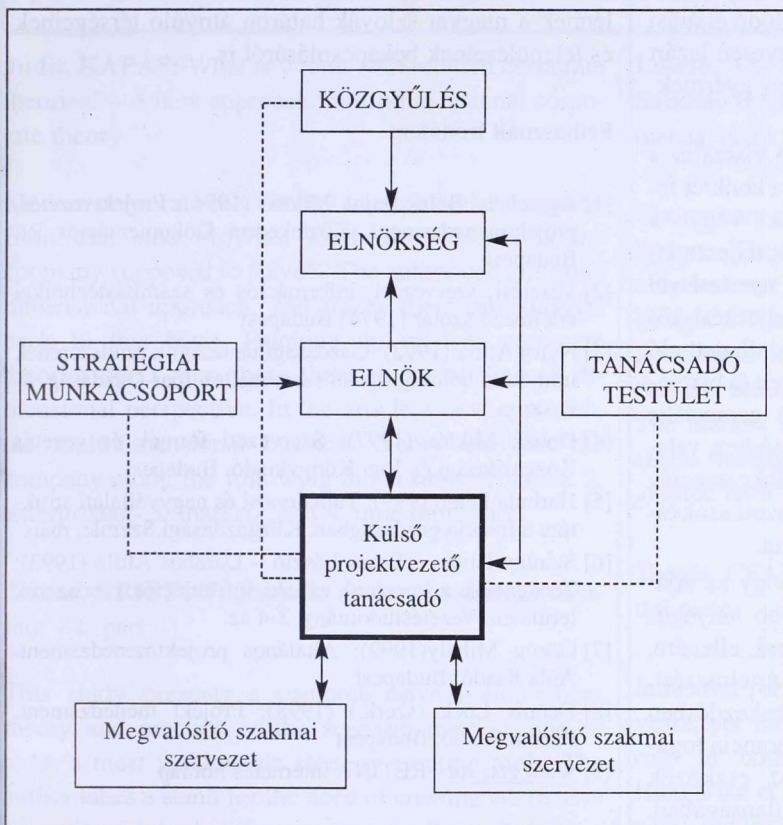 KÖZGYŰLÉS
ELNÖKSÉG
STRATÉGIAI
MUNKACSOPORT
ELNÖK
TANÁCSADÓ
TESTÜLET
Külső
projektvezető
tanácsadó
Megvalósító szakmai
szervezet
Megvalósító szakmai
szervezet